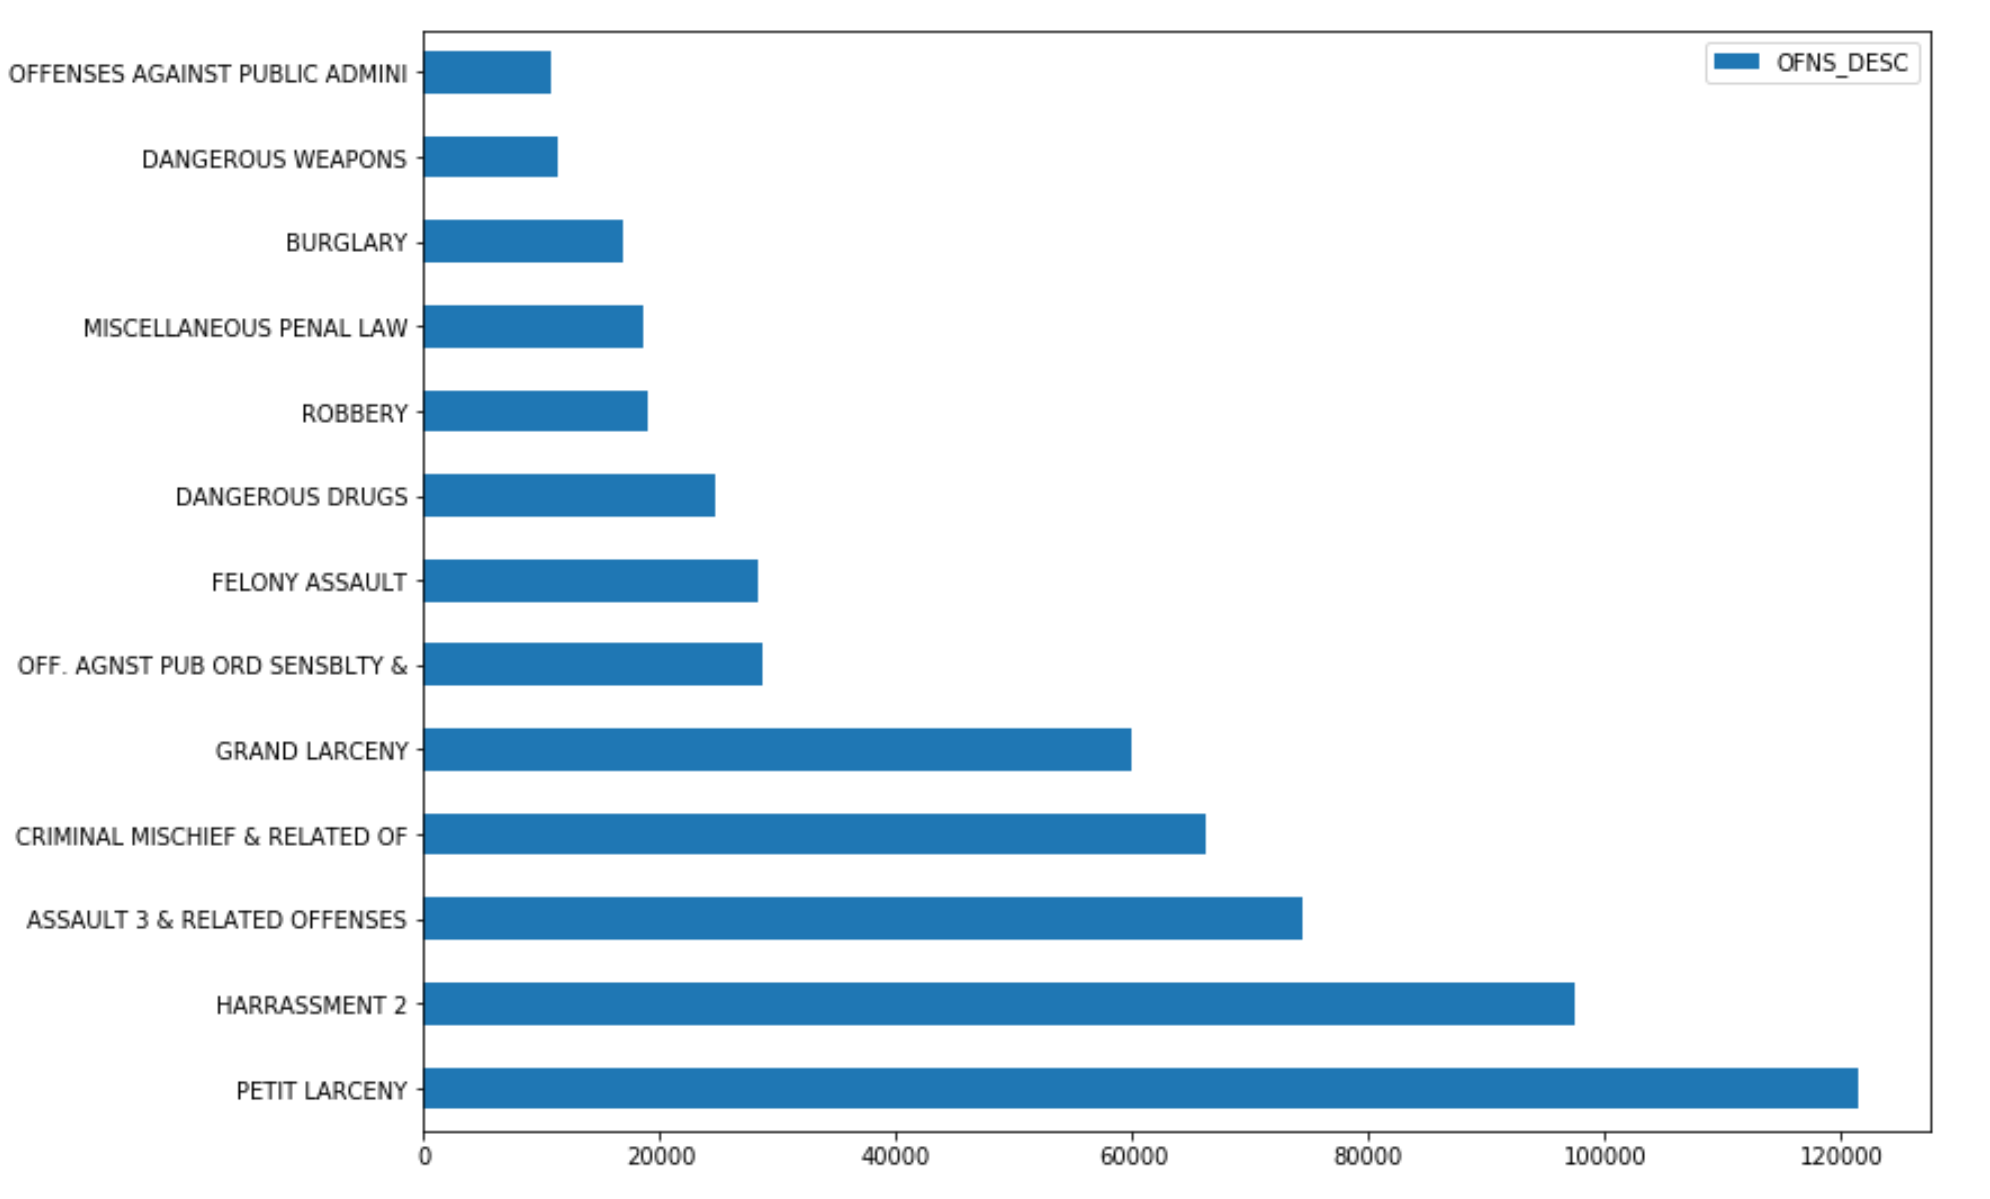 OFNS_DESC
OFFENSES AGAINST PUBLIC ADMINI
DANGEROUS WEAPONS
BURGLARY
MISCELLANEOUS PENAL LAW
ROBBERY
DANGEROUS DRUGS
FELONY ASSAULT
OFF. AGNST PUB ORD SENSBLTY &
GRAND LARCENY
CRIMINAL MISCHIEF & RELATED OF
ASSAULT 3 & RELATED OFFENSES
HARRASSMENT 2
PETIT LARCENY
0 20000 40000 60000 80000 100000 120000